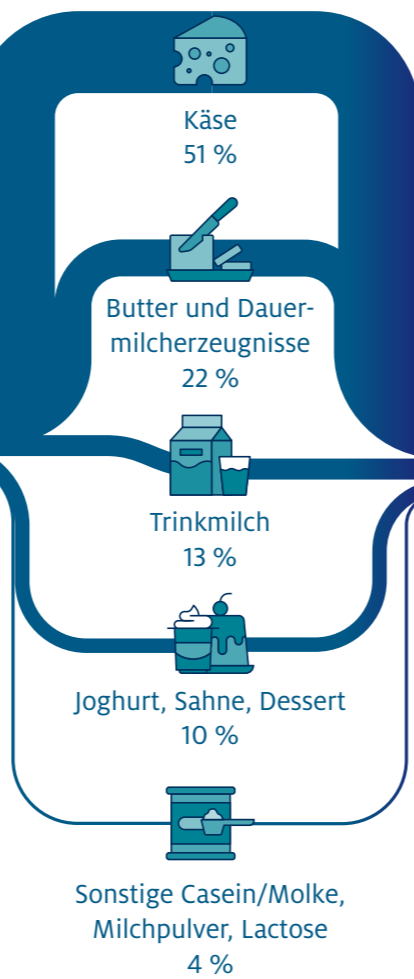 Käse
51 %
Butter und Dauer-
milcherzeugnisse
22 %
Trinkmilch
13 %
Joghurt, Sahne, Dessert
10 %
Sonstige Casein/Molke,
Milchpulver, Lactose
4 %